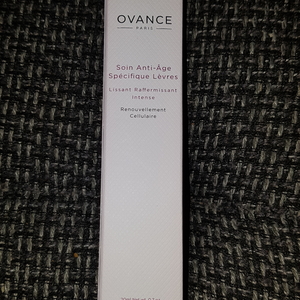 OVANCE
PARIS
Soin Anti-Âge
Spécifique Lèvres
Lissant Raffermissant
Intense
Renouvellement
Cellulaire